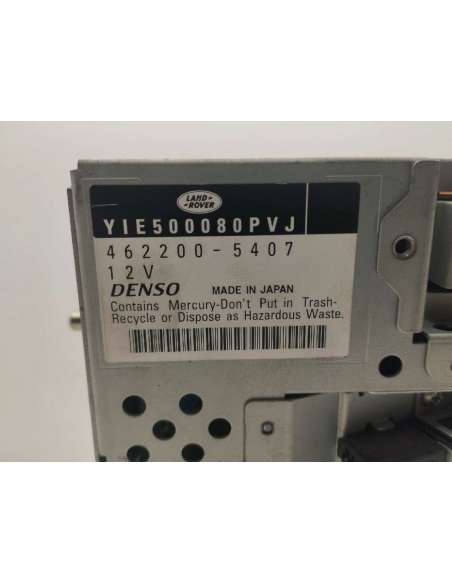 LAND-
ROVER
YIE500080PVJ
462200-5407
12V
DENSO MADE IN JAPAN
Contains Mercury-Don't Put in Trash-
Recycle or Dispose as Hazardous Waste.